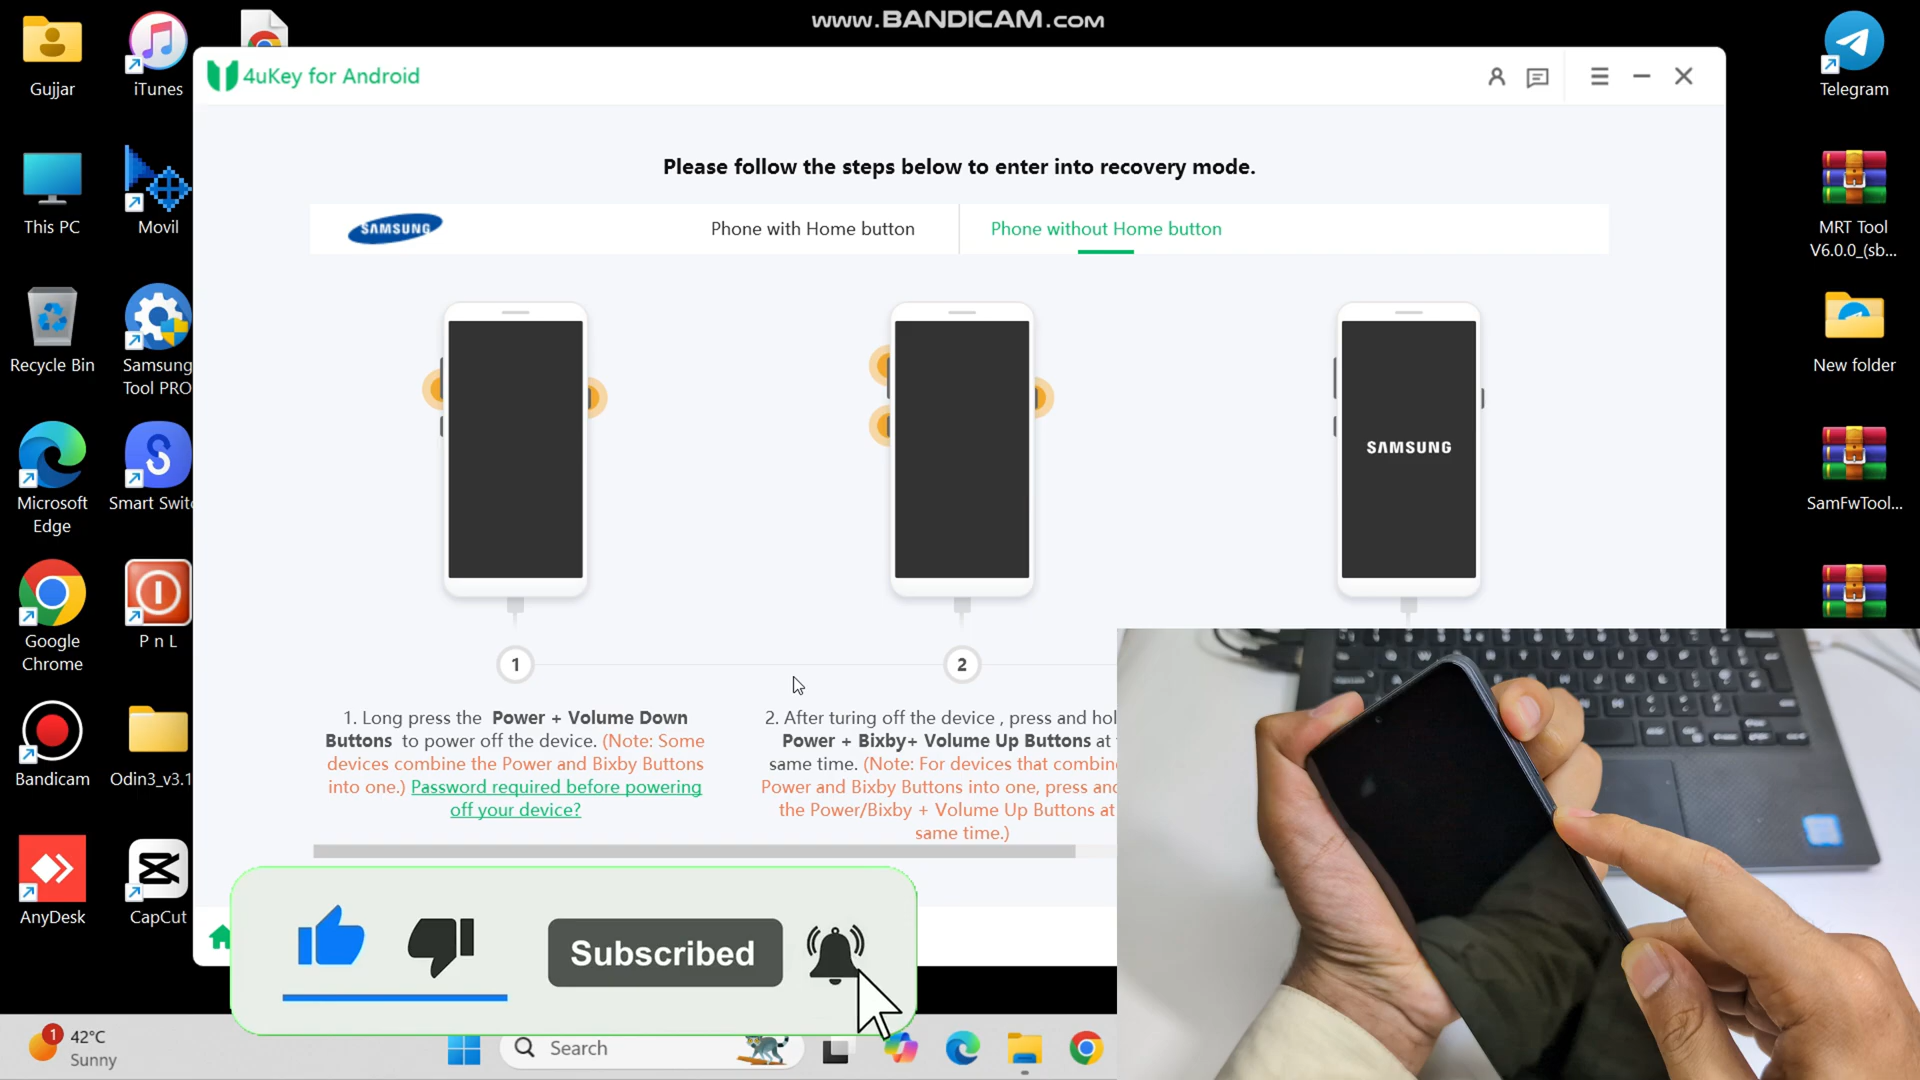 www.BANDICAM.com
4uKey for Android
Gujjar
iTunes
Telegram
Please follow the steps below to enter into recovery mode.
SAMSUNG
Phone with Home button
Phone without Home button
This PC
Movil
MRT Tool
V6.0.0_(sb...
Recycle Bin
Samsung
Tool PRO
New folder
SAMSUNG
Microsoft
Edge
Smart Swit
SamFwTool...
Google
Chrome
P n L
1
2
1. Long press the Power + Volume Down
Buttons to power off the device. (Note: Some
devices combine the Power and Bixby Buttons
into one.) Password required before powering
off your device?
2. After turing off the device , press and hol
Power + Bixby+ Volume Up Buttons at
same time. (Note: For devices that combin
Power and Bixby Buttons into one, press and
the Power/Bixby + Volume Up Buttons at
same time.)
Bandicam
Odin3_v3.1
AnyDesk
CapCut
Subscribed
1
42°C
Sunny
Search